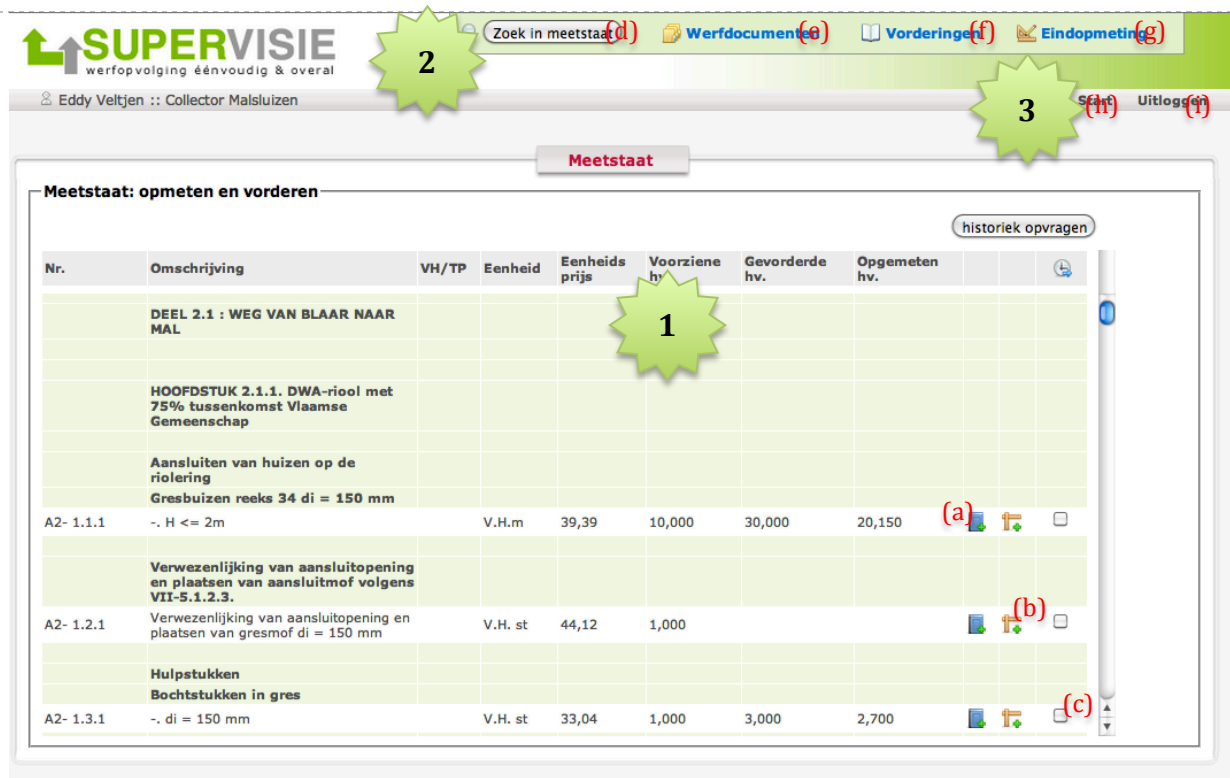 SUPERVISIE
werfopvolging éénvoudig & overal
2
Zoek in meetstaat (d)
Werfdocumenten (e)
Vorderingen (f)
Eindopmeting (g)
Eddy Veltjen :: Collector Malsluizen
3
Start (h)
Uitloggen (i)
Meetstaat
Meetstaat: opmeten en vorderen
historiek opvragen
Nr. Omschrijving VH/TP Eenheid Eenheids prijs Voorziene hv. Gevorderde hv. Opgemeten hv.
1
DEEL 2.1 : WEG VAN BLAAR NAAR
MAL
HOOFDSTUK 2.1.1. DWA-riool met
75% tussenkomst Vlaamse
Gemeenschap
Aansluiten van huizen op de
riolering
Gresbuizen reeks 34 di = 150 mm
A2- 1.1.1 -. H <= 2m V.H.m 39,39 10,000 30,000 20,150 (a)
Verwezenlijking van aansluitopening
en plaatsen van aansluitmof volgens
VII-5.1.2.3.
(b)
A2- 1.2.1 Verwezenlijking van aansluitopening en
plaatsen van gresmof di = 150 mm V.H. st 44,12 1,000
Hulpstukken
Bochtstukken in gres
A2- 1.3.1 -. di = 150 mm V.H. st 33,04 1,000 3,000 2,700 (c)